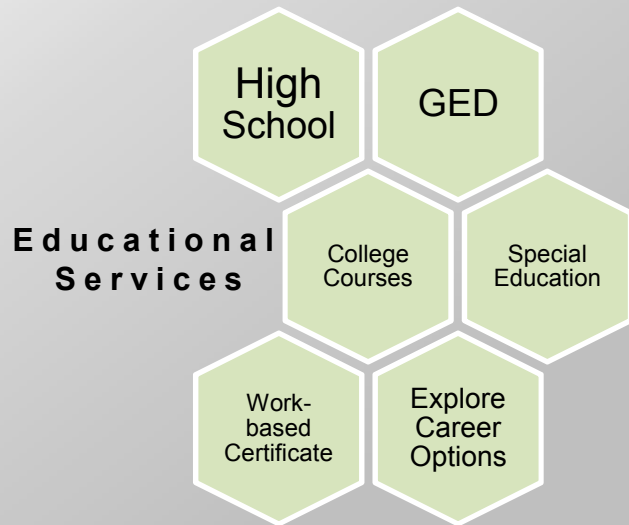 High
School
GED
Educational
Services
College
Courses
Special
Education
Work-
based
Certificate
Explore
Career
Options